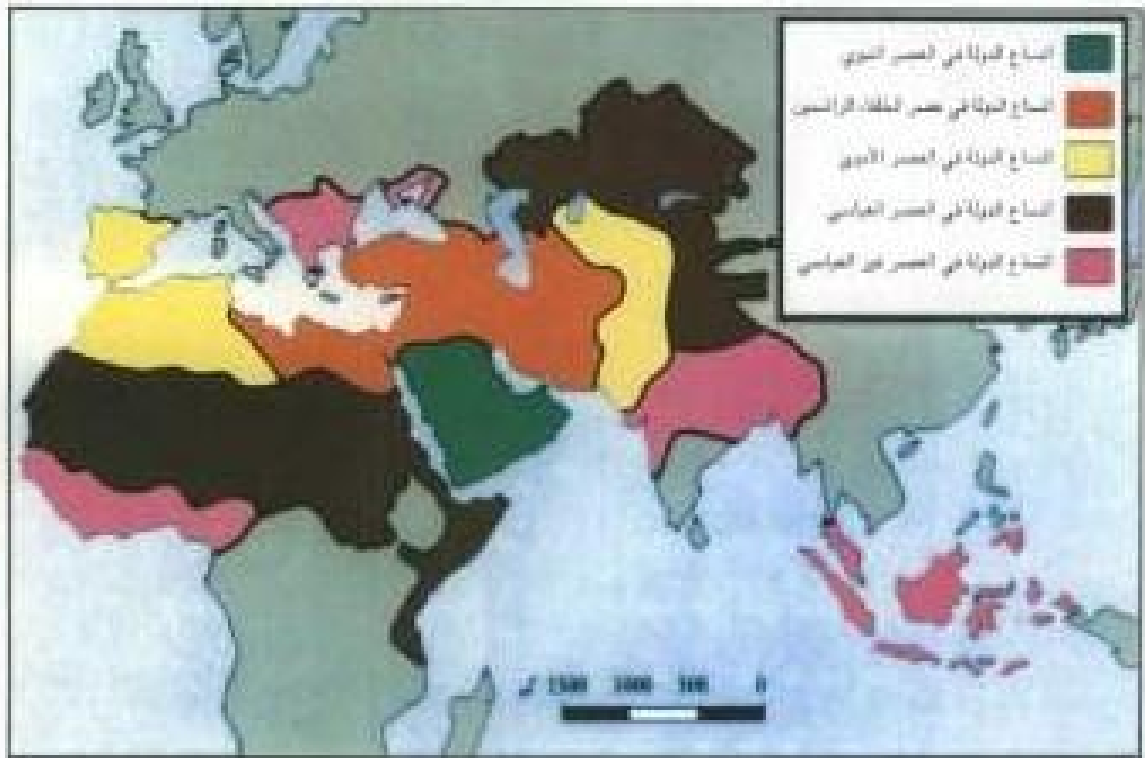 اتساع الدولة في العصر النبوي
اتساع الدولة في عصر الخلفاء الراشدين
اتساع الدولة في العصر الأموي
اتساع الدولة في العصر العباسي
اتساع الدولة في العصر غير العباسي
1500 1000 500 0